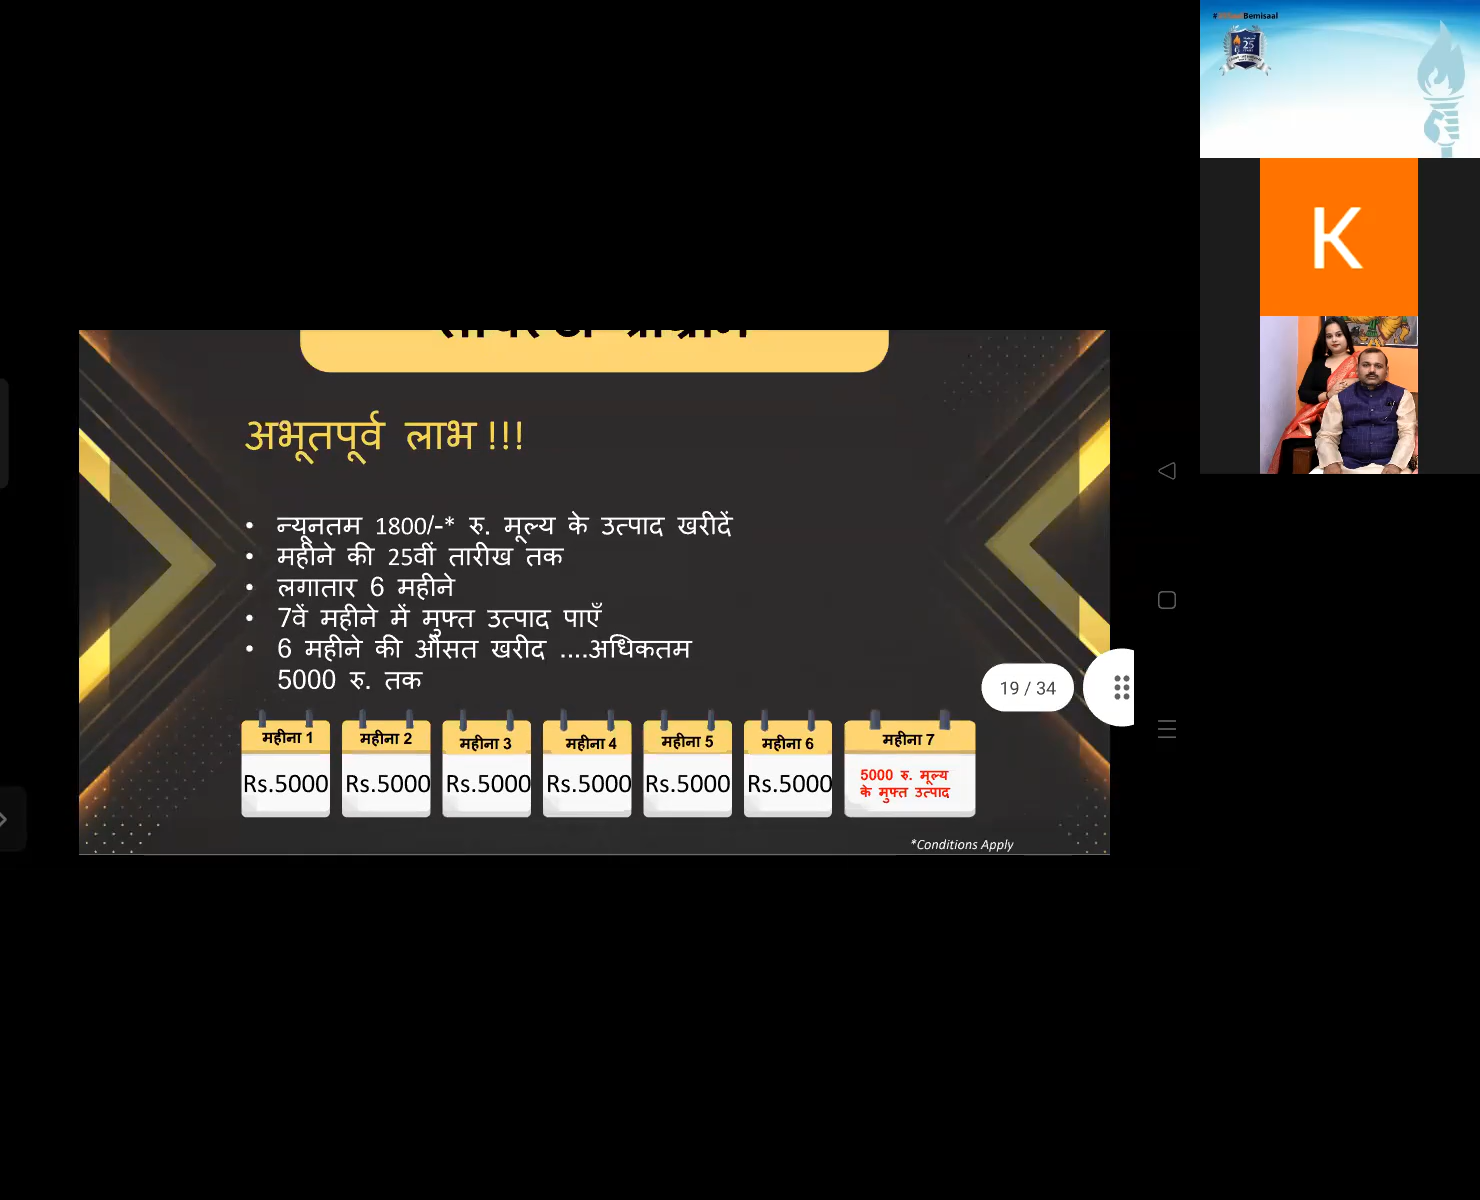 #Bemisaal
25
K
अभूतपूर्व लाभ !!!
• न्यूनतम 1800/-* रु. मूल्य के उत्पाद खरीदें
• महीने की 25वीं तारीख तक
• लगातार 6 महीने
• 7वें महीने में मुफ्त उत्पाद पाएँ
• 6 महीने की औसत खरीद ....अधिकतम
5000 रु. तक
19 / 34
महीना 1 महीना 2 महीना 3 महीना 4 महीना 5 महीना 6 महीना 7
Rs.5000 Rs.5000 Rs.5000 Rs.5000 Rs.5000 Rs.5000 5000 रु. मूल्य
के मुफ्त उत्पाद
*Conditions Apply